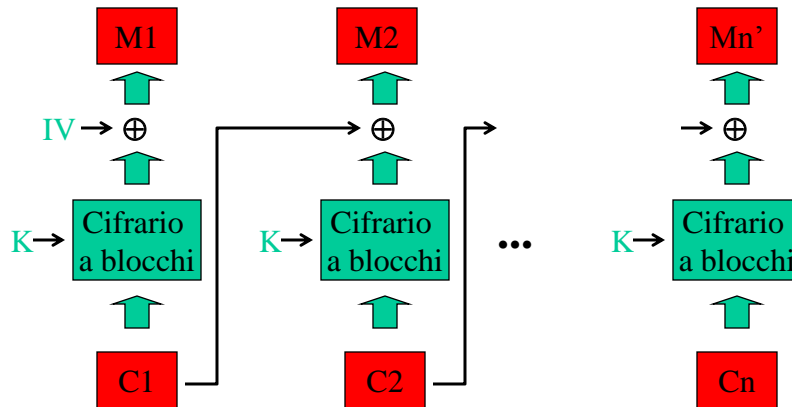 M1 M2 Mn’
IV
Cifrario Cifrario Cifrario
K K K
a blocchi a blocchi a blocchi
...
C1 C2 Cn